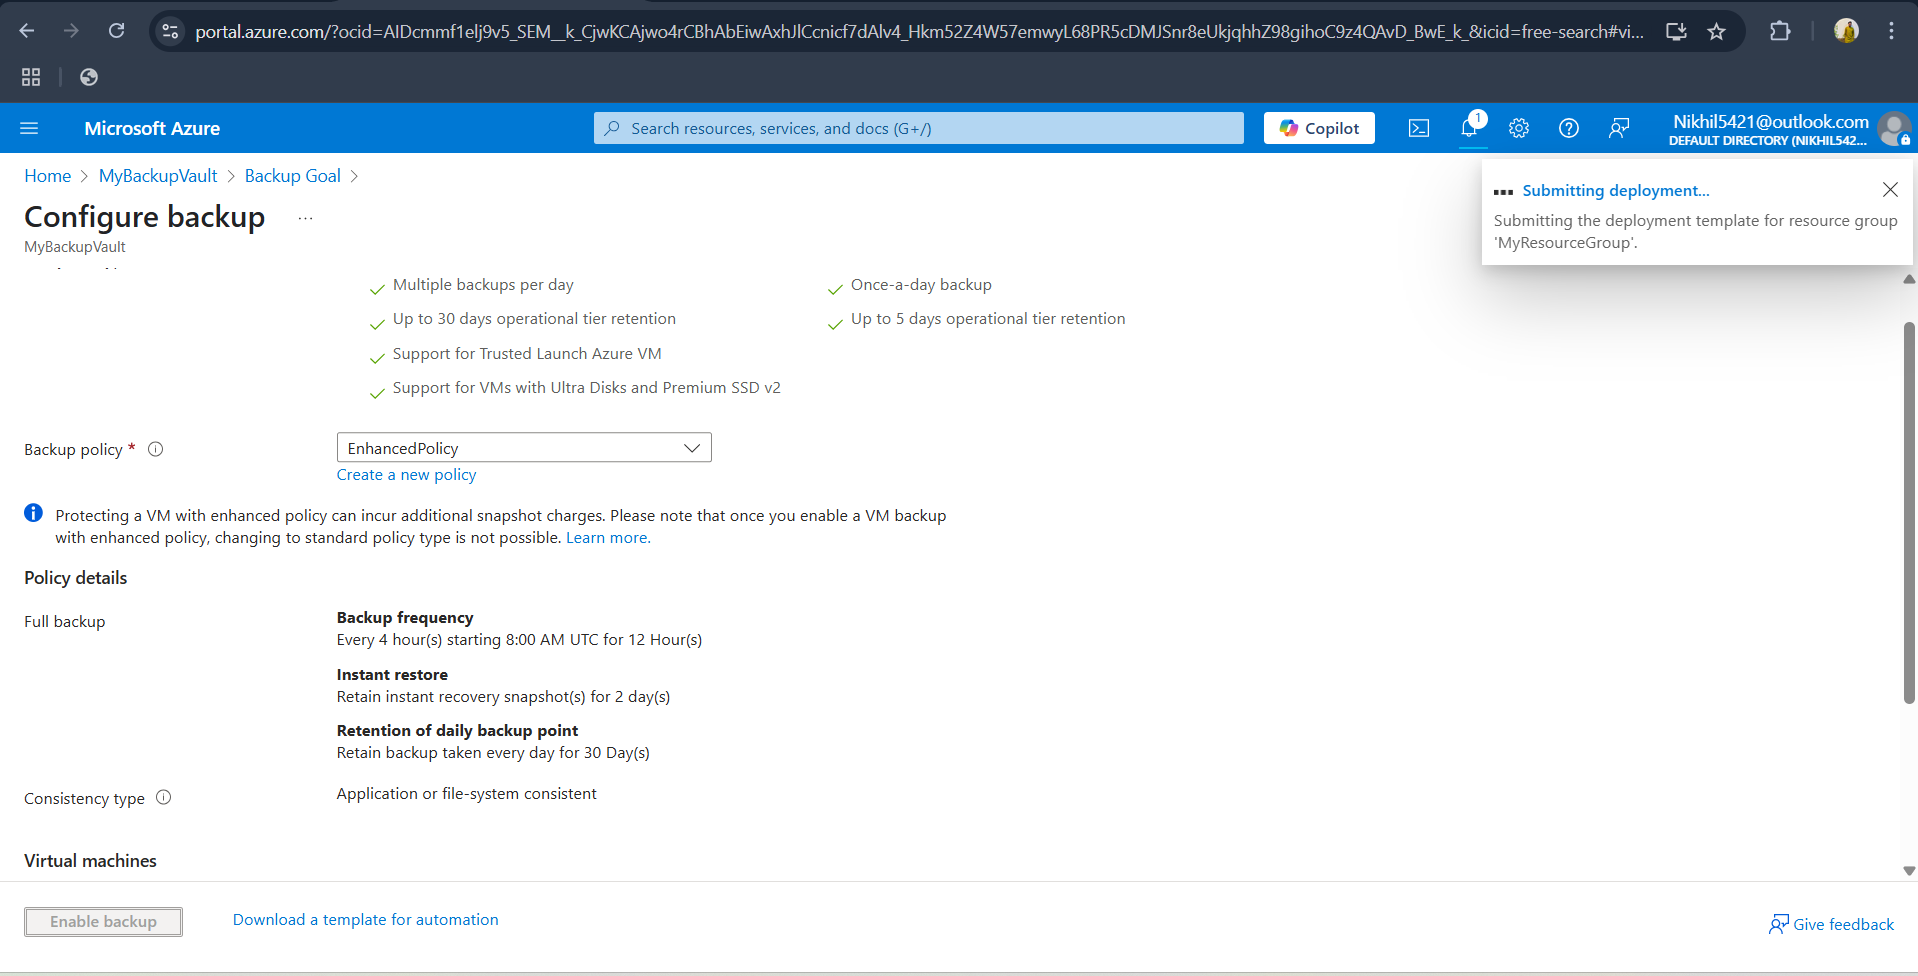 portal.azure.com/?ocid=AIDcmmf1elj9v5_SEM__k_CjwKCAjwo4rCBhAbEiwAxhJlCcnicf7dAlv4_Hkm52Z4W57emwyL68PR5cDMJSnr8eUkjqhhZ98gihoC9z4QAvD_BwE_k_&icid=free-search#vi...
Microsoft Azure
Search resources, services, and docs (G+/)
Copilot
1
Nikhil5421@outlook.com
DEFAULT DIRECTORY (NIKHIL542...
Home > MyBackupVault > Backup Goal >
Configure backup ...
MyBackupVault
Submitting deployment...
Submitting the deployment template for resource group
'MyResourceGroup'.
Multiple backups per day
Once-a-day backup
Up to 30 days operational tier retention
Up to 5 days operational tier retention
Support for Trusted Launch Azure VM
Support for VMs with Ultra Disks and Premium SSD v2
Backup policy *
EnhancedPolicy
Create a new policy
Protecting a VM with enhanced policy can incur additional snapshot charges. Please note that once you enable a VM backup
with enhanced policy, changing to standard policy type is not possible. Learn more.
Policy details
Full backup
Backup frequency
Every 4 hour(s) starting 8:00 AM UTC for 12 Hour(s)
Instant restore
Retain instant recovery snapshot(s) for 2 day(s)
Retention of daily backup point
Retain backup taken every day for 30 Day(s)
Consistency type
Application or file-system consistent
Virtual machines
Enable backup
Download a template for automation
Give feedback